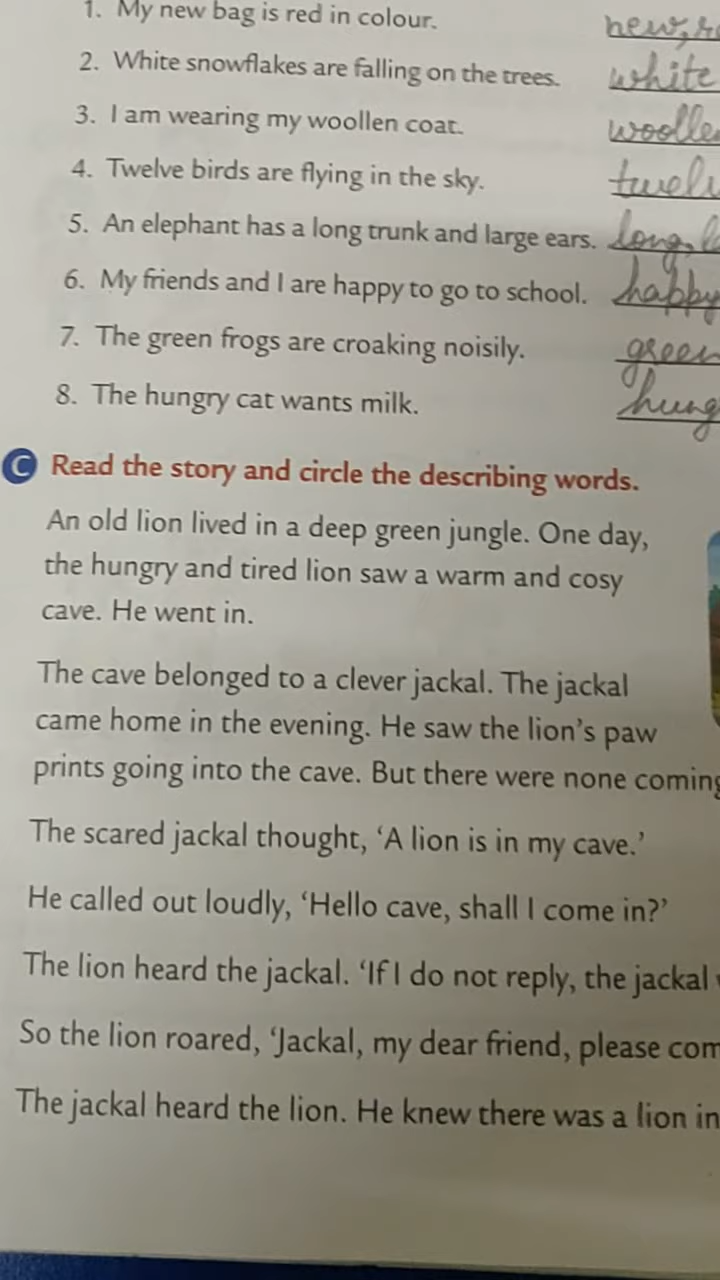 1. My new bag is red in colour. new,
2. White snowflakes are falling on the trees. white
3. I am wearing my woollen coat.
4. Twelve birds are flying in the sky.
5. An elephant has a long trunk and large ears. long,
6. My friends and I are happy to go to school. happy
7. The green frogs are croaking noisily. green
8. The hungry cat wants milk.
C Read the story and circle the describing words.
An old lion lived in a deep green jungle. One day,
the hungry and tired lion saw a warm and cosy
cave. He went in.
The cave belonged to a clever jackal. The jackal
came home in the evening. He saw the lion's paw
prints going into the cave. But there were none coming
The scared jackal thought, 'A lion is in my cave.'
He called out loudly, 'Hello cave, shall I come in?'
The lion heard the jackal. 'If I do not reply, the jackal
So the lion roared, 'Jackal, my dear friend, please
The jackal heard the lion. He knew there was a lion in